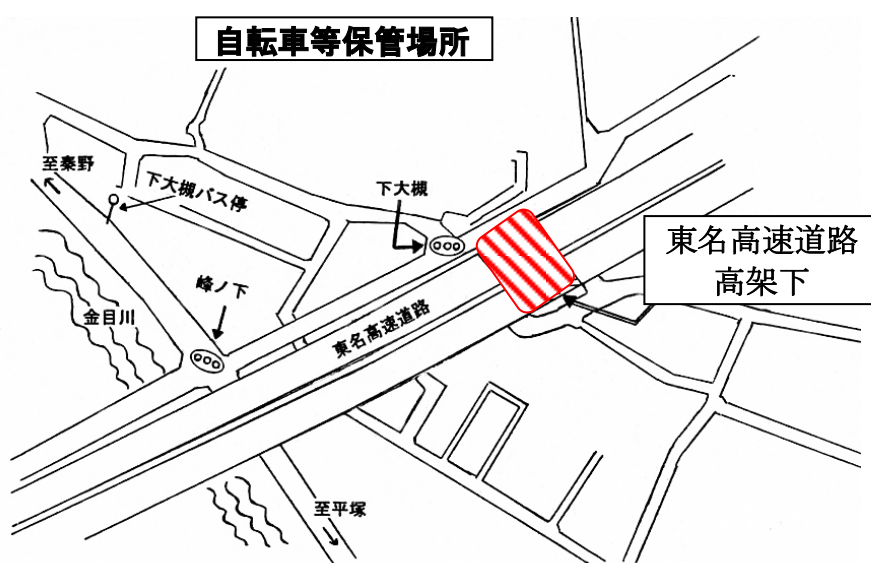 自転車等保管場所
至秦野
下大槻バス停
下大槻
東名高速道路
高架下
峰ノ下
金目川
東名高速道路
至平塚